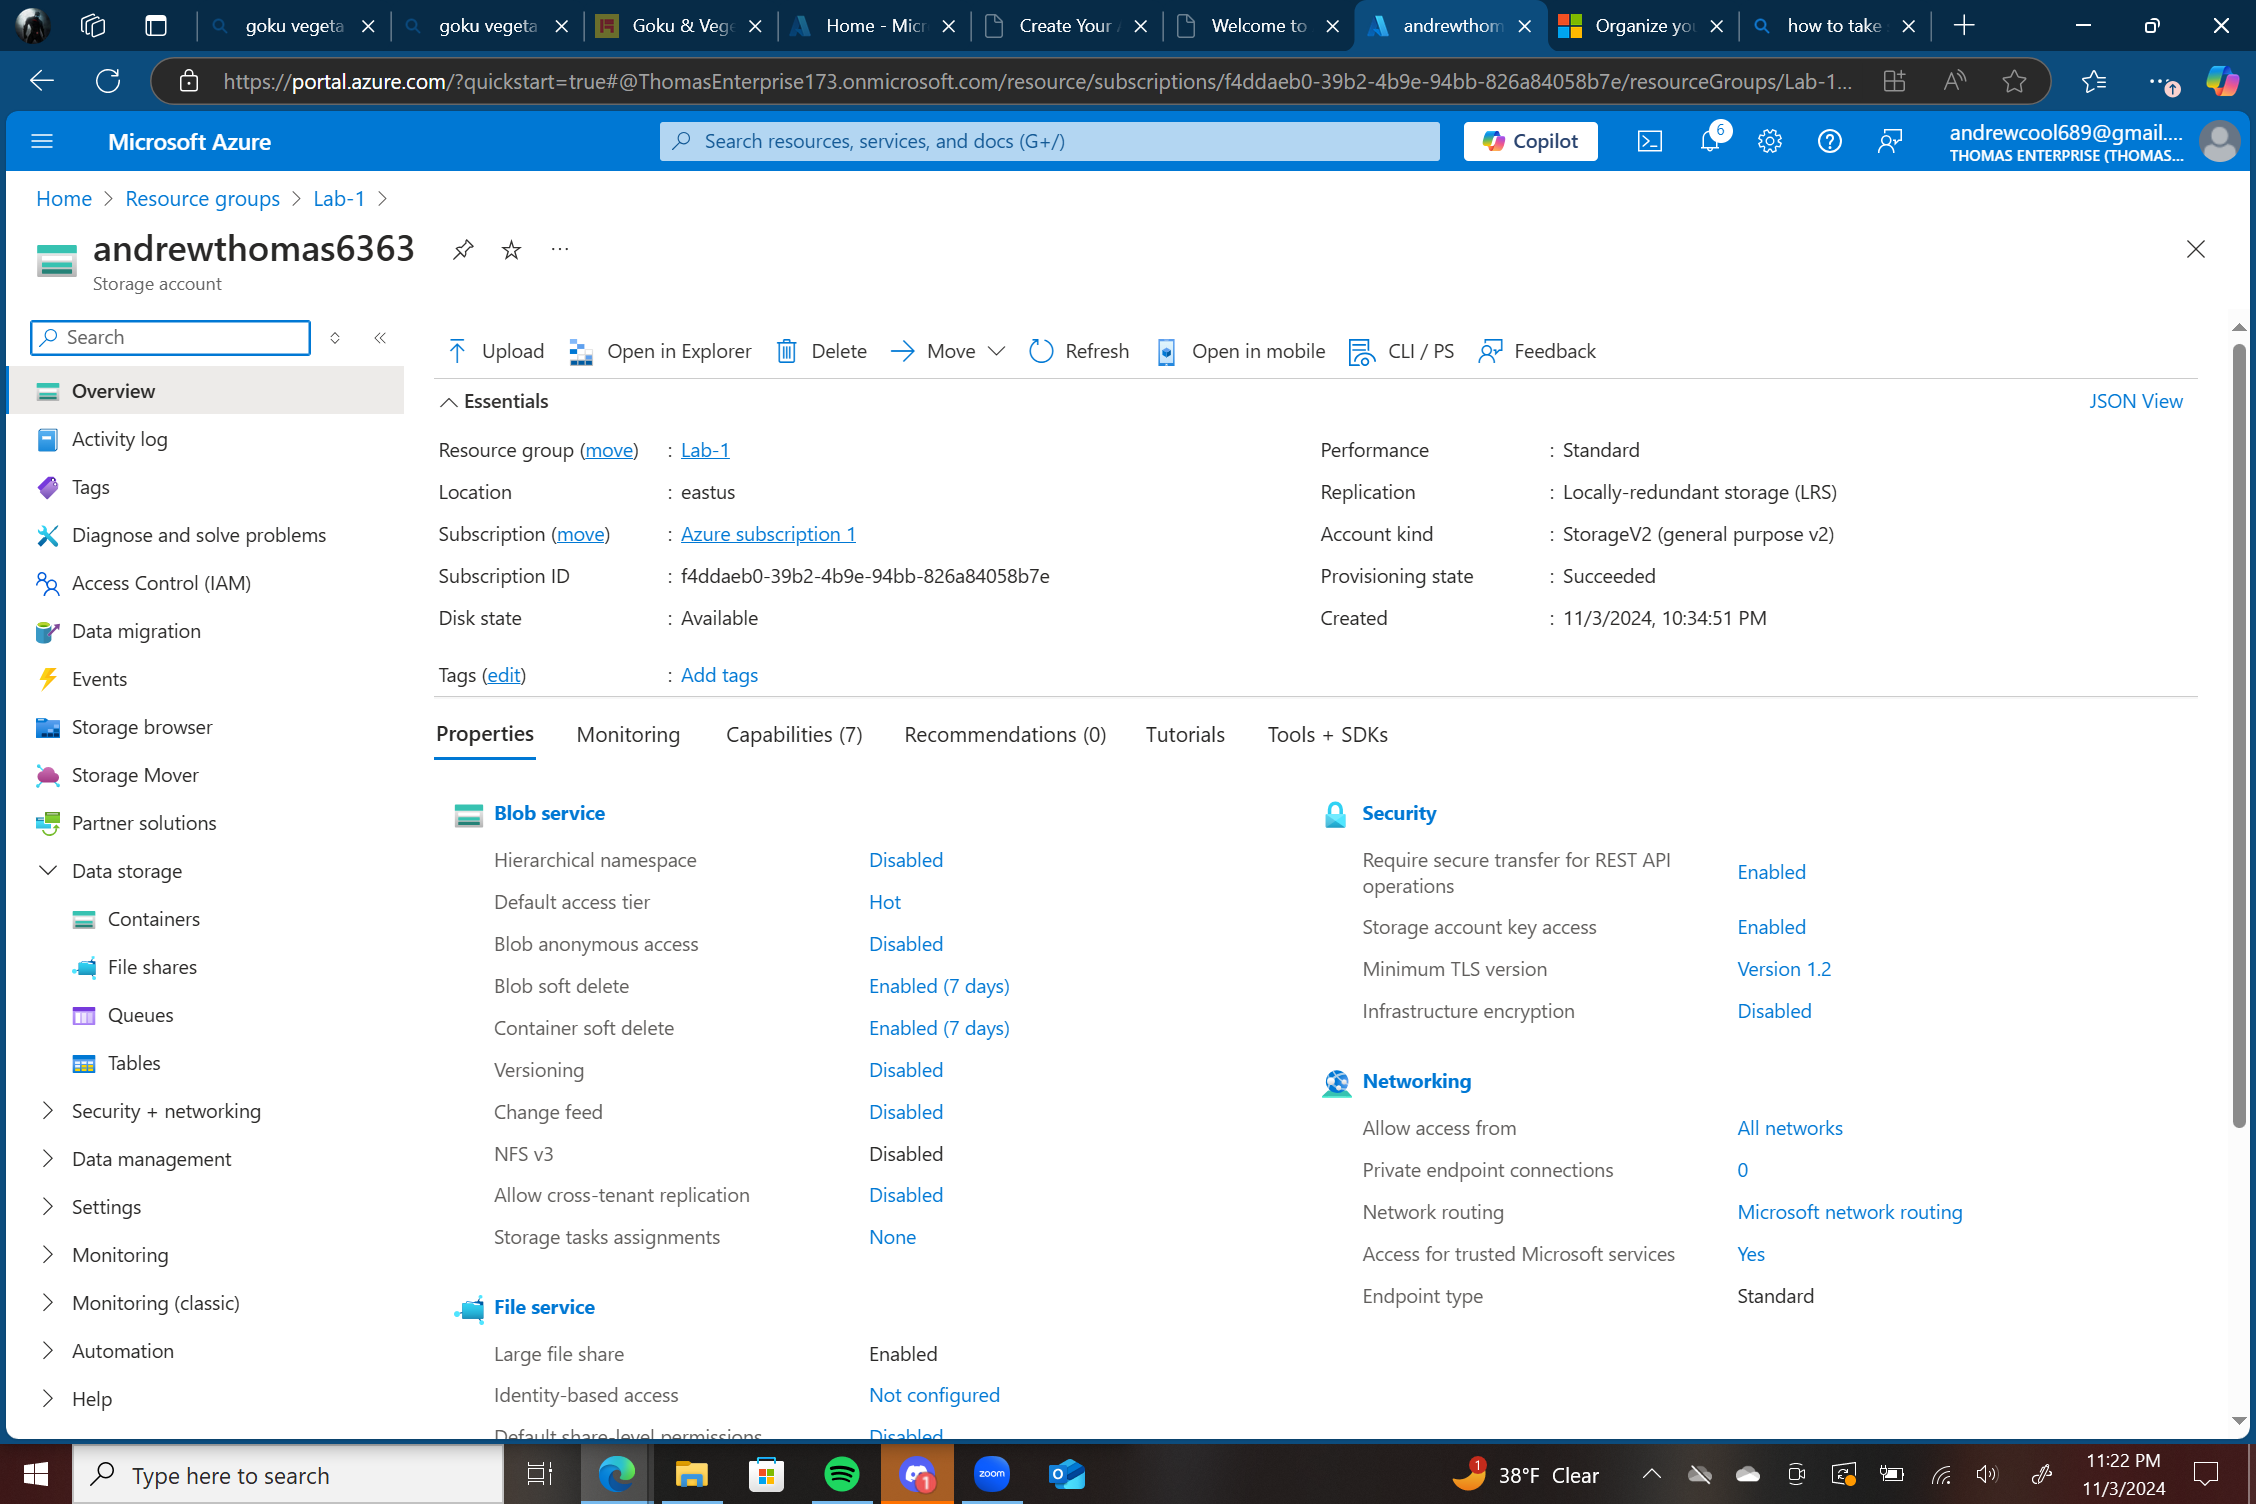 goku vegeta
goku vegeta
Goku & Vege
Home - Micr
Create Your A
Welcome to
andrewthom
Organize you
how to take s
https://portal.azure.com/?quickstart=true#@ThomasEnterprise173.onmicrosoft.com/resource/subscriptions/f4ddaeb0-39b2-4b9e-94bb-826a84058b7e/resourceGroups/Lab-1...
Microsoft Azure
Search resources, services, and docs (G+/)
Copilot
6
andrewcool689@gmail....
THOMAS ENTERPRISE (THOMAS...
Home > Resource groups > Lab-1 >
andrewthomas6363
Storage account
Search
Overview
Activity log
Tags
Diagnose and solve problems
Access Control (IAM)
Data migration
Events
Storage browser
Storage Mover
Partner solutions
Data storage
Containers
File shares
Queues
Tables
Security + networking
Data management
Settings
Monitoring
Monitoring (classic)
Automation
Help
Upload
Open in Explorer
Delete
Move
Refresh
Open in mobile
CLI / PS
Feedback
Essentials
JSON View
Resource group (move) : Lab-1
Location : eastus
Subscription (move) : Azure subscription 1
Subscription ID : f4ddaeb0-39b2-4b9e-94bb-826a84058b7e
Disk state : Available
Performance : Standard
Replication : Locally-redundant storage (LRS)
Account kind : StorageV2 (general purpose v2)
Provisioning state : Succeeded
Created : 11/3/2024, 10:34:51 PM
Tags (edit) : Add tags
Properties
Monitoring
Capabilities (7)
Recommendations (0)
Tutorials
Tools + SDKs
Blob service
Hierarchical namespace Disabled
Default access tier Hot
Blob anonymous access Disabled
Blob soft delete Enabled (7 days)
Container soft delete Enabled (7 days)
Versioning Disabled
Change feed Disabled
NFS v3 Disabled
Allow cross-tenant replication Disabled
Storage tasks assignments None
File service
Large file share Enabled
Identity-based access Not configured
Default share-level permissions Disabled
Security
Require secure transfer for REST API
operations Enabled
Storage account key access Enabled
Minimum TLS version Version 1.2
Infrastructure encryption Disabled
Networking
Allow access from All networks
Private endpoint connections 0
Network routing Microsoft network routing
Access for trusted Microsoft services Yes
Endpoint type Standard
Type here to search
1
zoom
1
38°F Clear
11:22 PM
11/3/2024